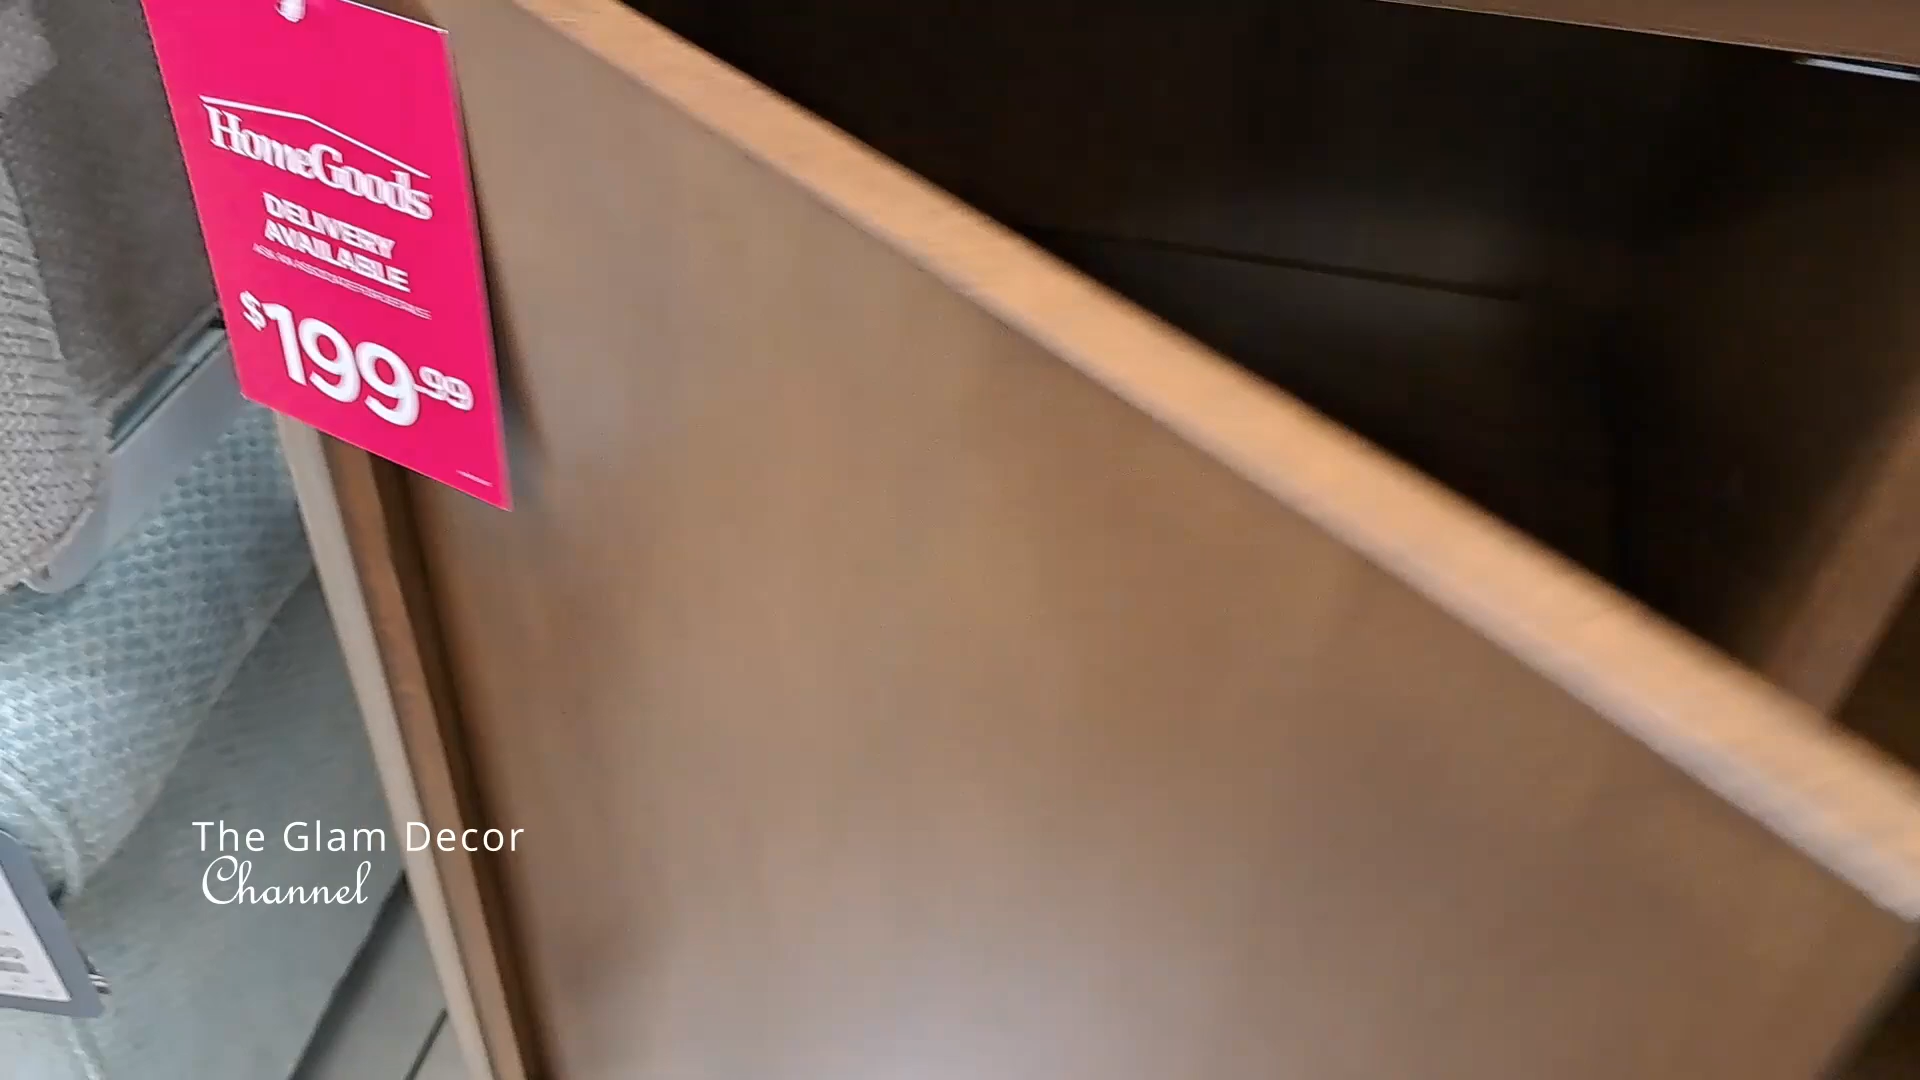 HomeGoods
DELIVERY
AVAILABLE
$199.99
The Glam Decor
Channel